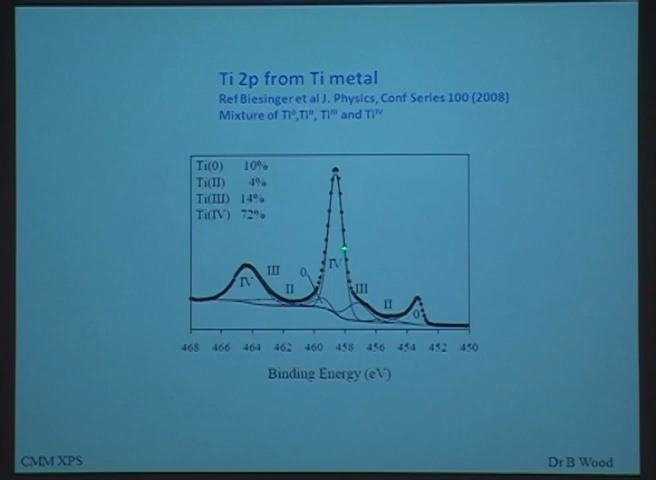 Ti 2p from Ti metal
Ref Biesinger et al J. Physics, Conf Series 100 (2008)
Mixture of Ti⁰,Tiᴵᴵ, Tiᴵᴵᴵ and Tiᴵⱽ
Ti(0) 10%
Ti(II) 4%
Ti(III) 14%
Ti(IV) 72%
IV III II 0 IV III II 0
468 466 464 462 460 458 456 454 452 450
Binding Energy (eV)
CMM XPS
Dr B Wood